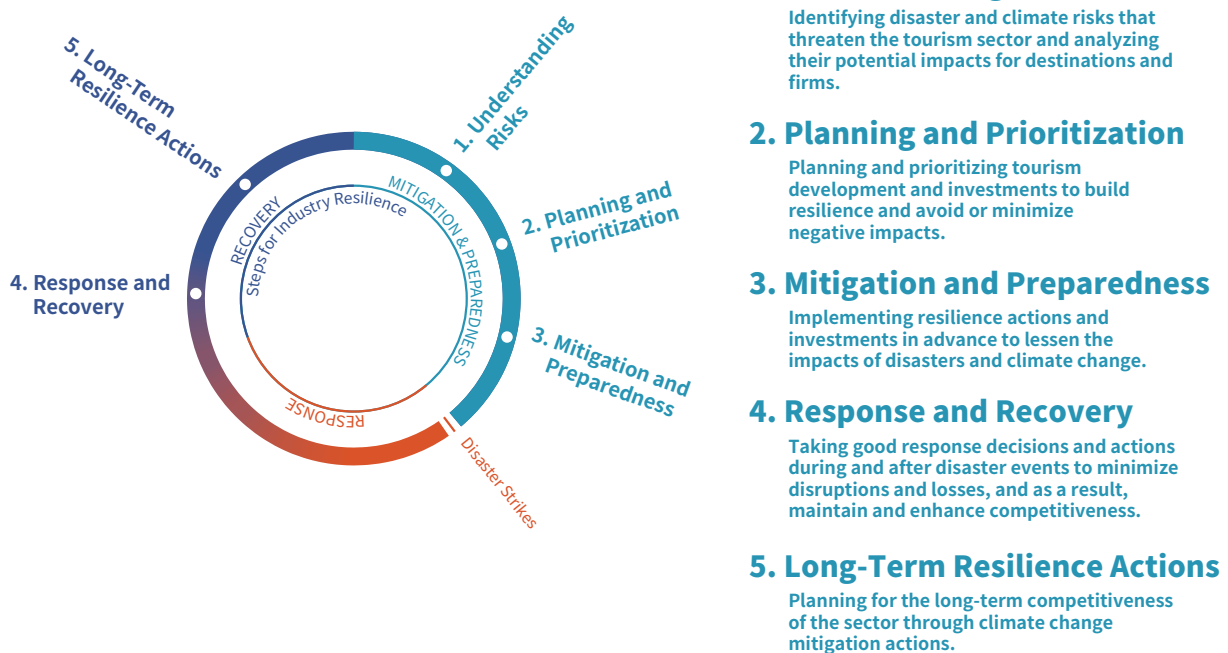 5. Long-Term
Resilience Actions
1. Understanding
Risks
2. Planning and
Prioritization
3. Mitigation and
Preparedness
4. Response and
Recovery
RECOVERY
Steps for Industry Resilience
MITIGATION & PREPAREDNESS
RESPONSE
Disaster Strikes
Identifying disaster and climate risks that
threaten the tourism sector and analyzing
their potential impacts for destinations and
firms.
2. Planning and Prioritization
Planning and prioritizing tourism
development and investments to build
resilience and avoid or minimize
negative impacts.
3. Mitigation and Preparedness
Implementing resilience actions and
investments in advance to lessen the
impacts of disasters and climate change.
4. Response and Recovery
Taking good response decisions and actions
during and after disaster events to minimize
disruptions and losses, and as a result,
maintain and enhance competitiveness.
5. Long-Term Resilience Actions
Planning for the long-term competitiveness
of the sector through climate change
mitigation actions.